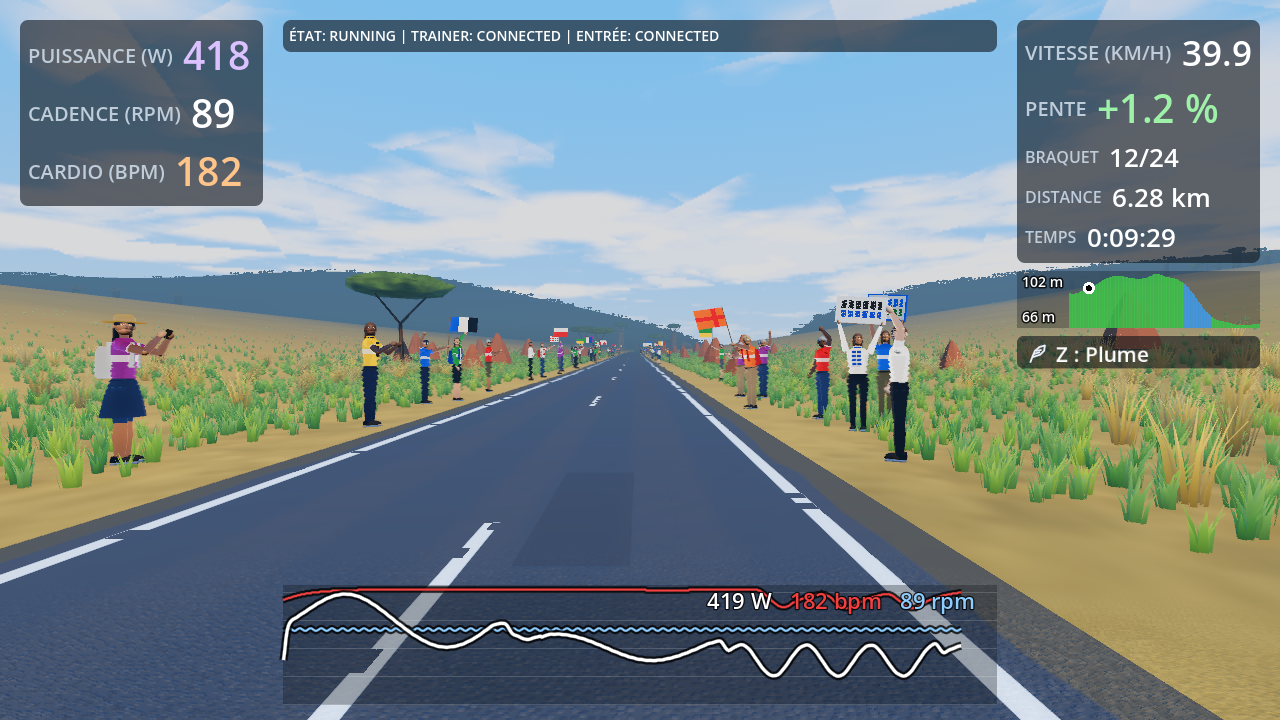 PUISSANCE (W) 418
CADENCE (RPM) 89
CARDIO (BPM) 182
ÉTAT: RUNNING | TRAINER: CONNECTED | ENTRÉE: CONNECTED
VITESSE (KM/H) 39.9
PENTE +1.2 %
BRAQUET 12/24
DISTANCE 6.28 km
TEMPS 0:09:29
102 m
66 m
Z : Plume
419 W 182 bpm 89 rpm